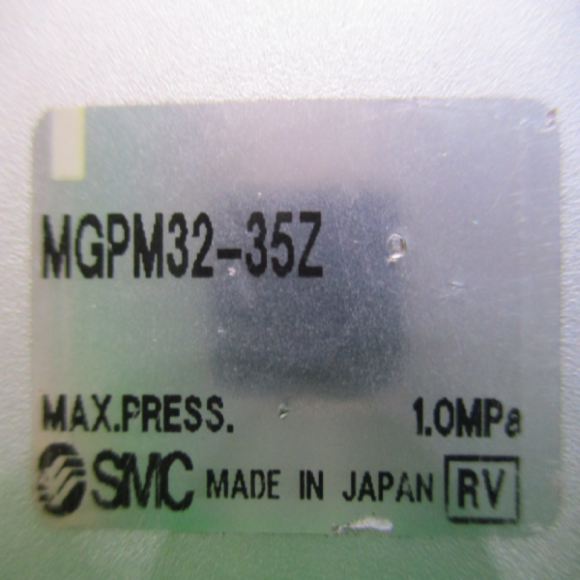 MGPM32-35Z
MAX.PRESS. 1.0MPa
SMC MADE IN JAPAN RV